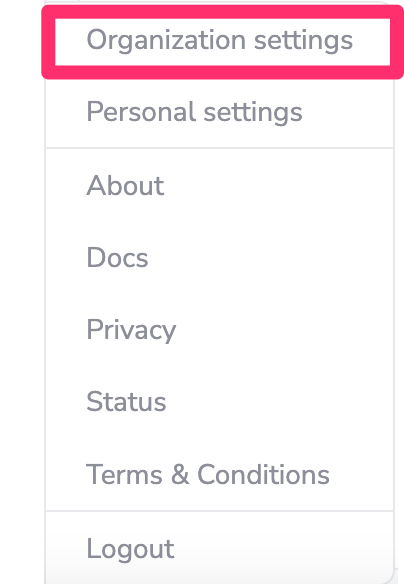 Organization settings
Personal settings
About
Docs
Privacy
Status
Terms & Conditions
Logout